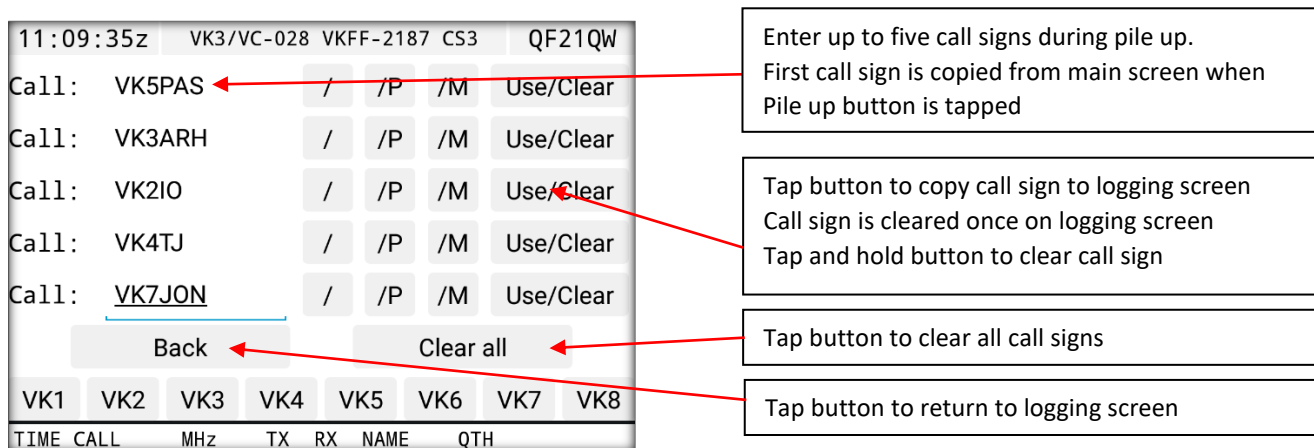 11:09:35z VK3/VC-028 VKFF-2187 CS3 QF21QW
Call: VK5PAS / /P /M Use/Clear
Call: VK3ARH / /P /M Use/Clear
Call: VK2IO / /P /M Use/Clear
Call: VK4TJ / /P /M Use/Clear
Call: VK7JON / /P /M Use/Clear
Back Clear all
VK1 VK2 VK3 VK4 VK5 VK6 VK7 VK8
TIME CALL MHz TX RX NAME QTH
Enter up to five call signs during pile up.
First call sign is copied from main screen when
Pile up button is tapped
Tap button to copy call sign to logging screen
Call sign is cleared once on logging screen
Tap and hold button to clear call sign
Tap button to clear all call signs
Tap button to return to logging screen